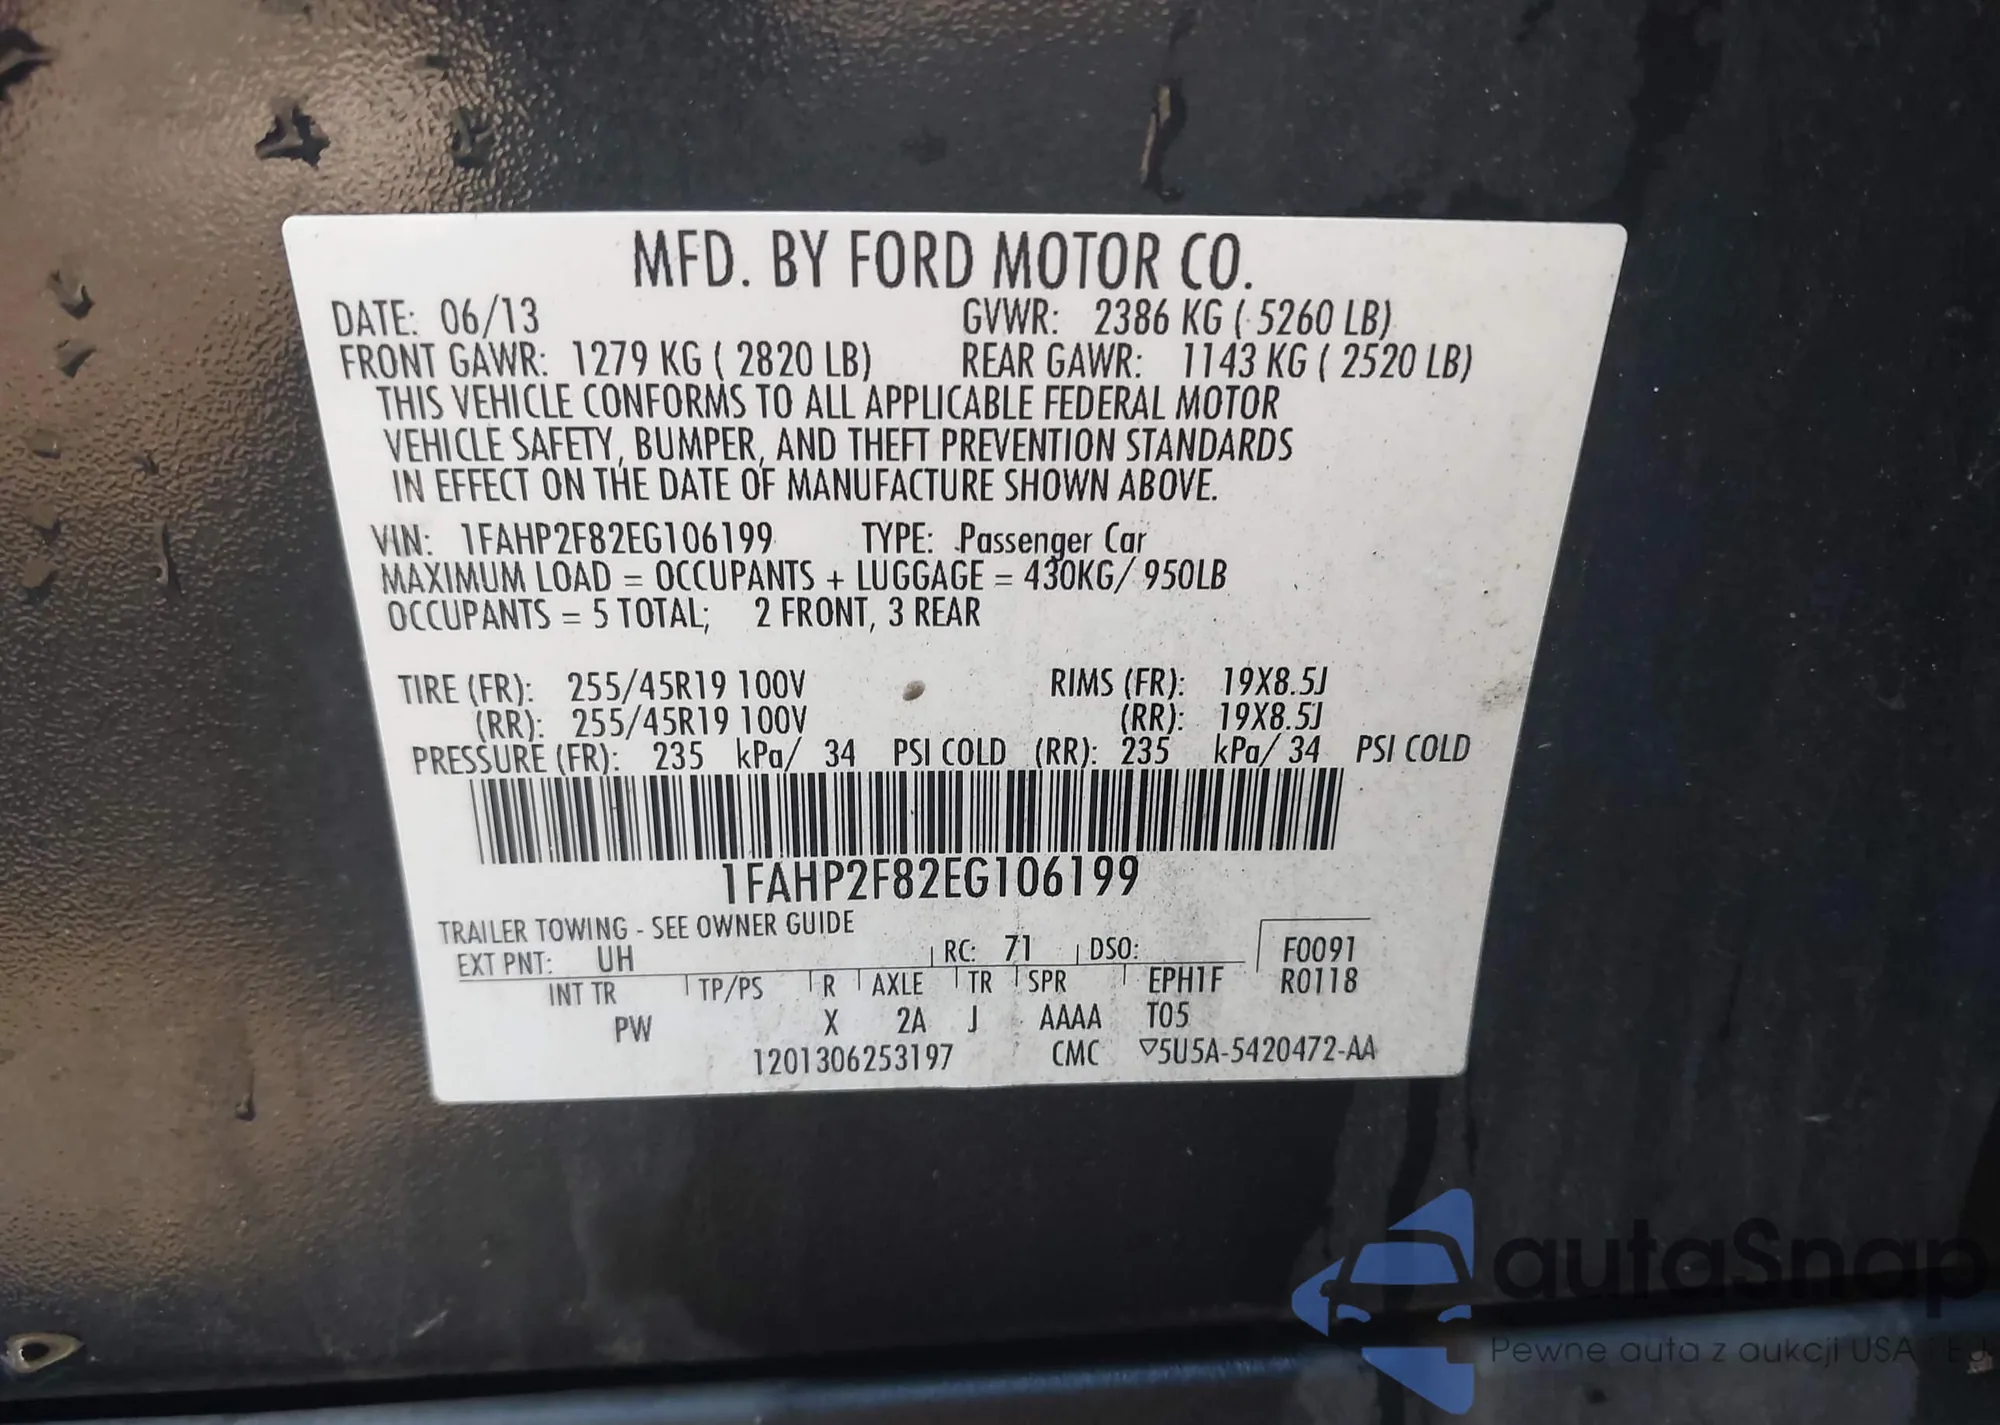 MFD. BY FORD MOTOR CO.
DATE: 06/13 GVWR: 2386 KG ( 5260 LB)
FRONT GAWR: 1279 KG ( 2820 LB) REAR GAWR: 1143 KG ( 2520 LB)
THIS VEHICLE CONFORMS TO ALL APPLICABLE FEDERAL MOTOR
VEHICLE SAFETY, BUMPER, AND THEFT PREVENTION STANDARDS
IN EFFECT ON THE DATE OF MANUFACTURE SHOWN ABOVE.
VIN: 1FAHP2F82EG106199 TYPE: Passenger Car
MAXIMUM LOAD = OCCUPANTS + LUGGAGE = 430KG/ 950LB
OCCUPANTS = 5 TOTAL; 2 FRONT, 3 REAR
TIRE (FR): 255/45R19 100V RIMS (FR): 19X8.5J
(RR): 255/45R19 100V (RR): 19X8.5J
PRESSURE (FR): 235 kPa/ 34 PSI COLD (RR): 235 kPa/ 34 PSI COLD
1FAHP2F82EG106199
TRAILER TOWING - SEE OWNER GUIDE
EXT PNT: UH RC: 71 DSO: F0091
INT TR TP/PS R AXLE TR SPR EPH1F R0118
PW X 2A J AAAA T05
1201306253197 CMC ▽5U5A-5420472-AA
autaSnap
Pewne auta z aukcji USA i EU